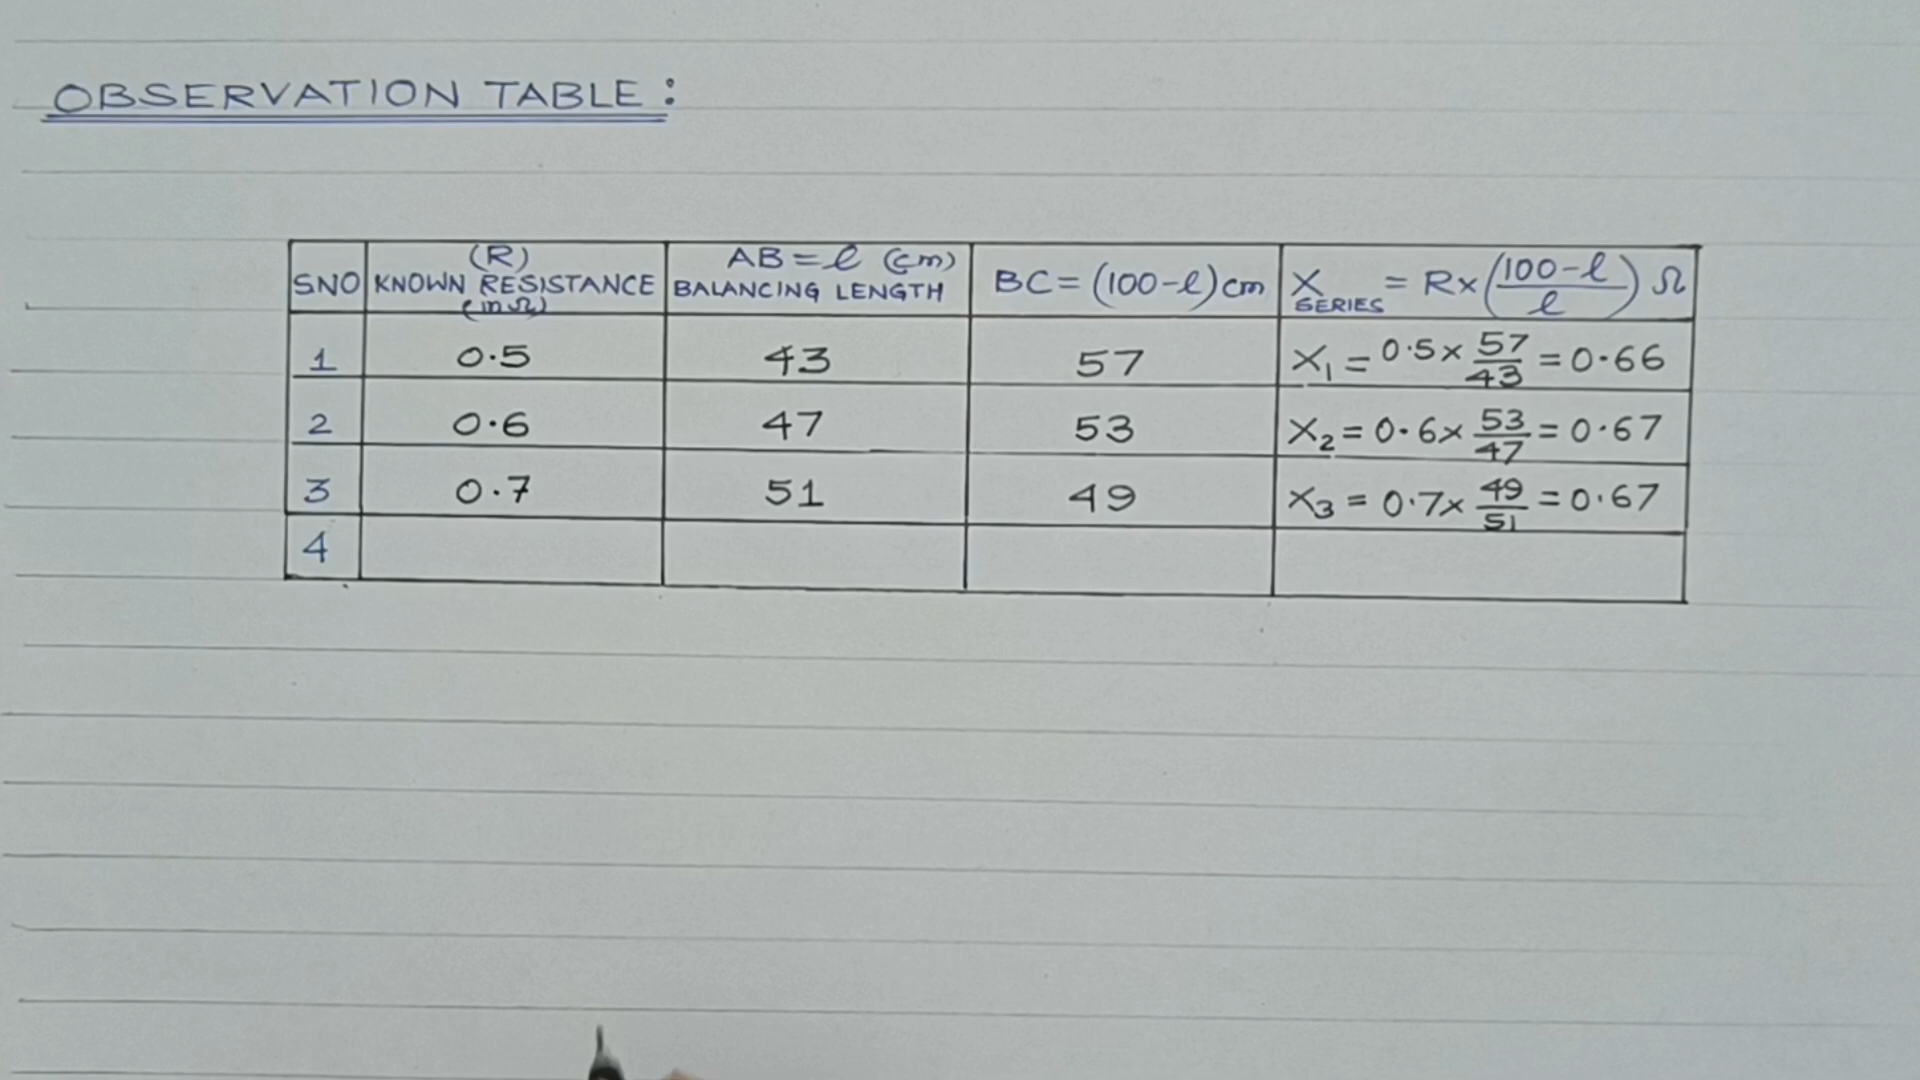 OBSERVATION TABLE :
SNO (R) KNOWN RESISTANCE (in Ω) AB = l (cm) BALANCING LENGTH BC = (100-l) cm X SERIES = R x (100-l / l) Ω
1 0.5 43 57 X₁ = 0.5 x 57/43 = 0.66
2 0.6 47 53 X₂ = 0.6 x 53/47 = 0.67
3 0.7 51 49 X₃ = 0.7 x 49/51 = 0.67
4